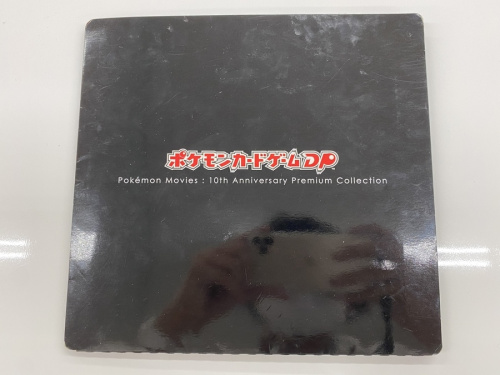 ポケモンカードゲームDP
Pokémon Movies : 10th Anniversary Premium Collection